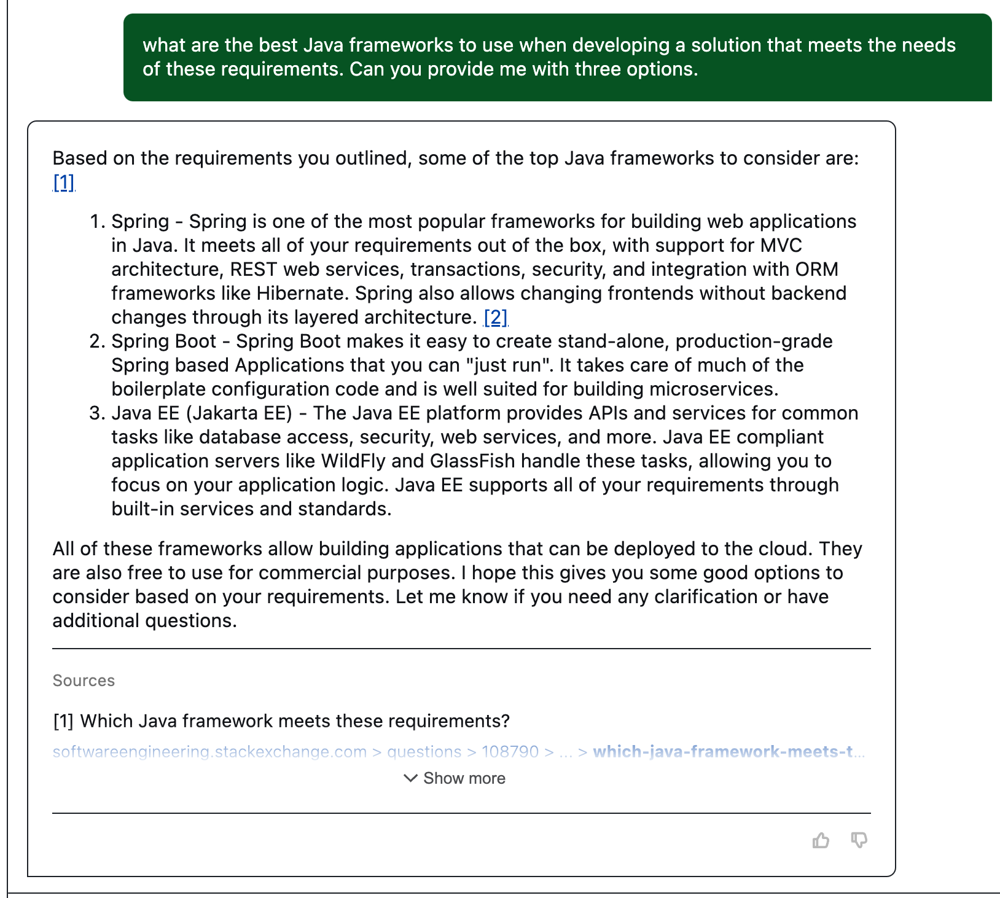 what are the best Java frameworks to use when developing a solution that meets the needs
of these requirements. Can you provide me with three options.
Based on the requirements you outlined, some of the top Java frameworks to consider are:
[1]
1. Spring - Spring is one of the most popular frameworks for building web applications
in Java. It meets all of your requirements out of the box, with support for MVC
architecture, REST web services, transactions, security, and integration with ORM
frameworks like Hibernate. Spring also allows changing frontends without backend
changes through its layered architecture. [2]
2. Spring Boot - Spring Boot makes it easy to create stand-alone, production-grade
Spring based Applications that you can "just run". It takes care of much of the
boilerplate configuration code and is well suited for building microservices.
3. Java EE (Jakarta EE) - The Java EE platform provides APIs and services for common
tasks like database access, security, web services, and more. Java EE compliant
application servers like WildFly and GlassFish handle these tasks, allowing you to
focus on your application logic. Java EE supports all of your requirements through
built-in services and standards.
All of these frameworks allow building applications that can be deployed to the cloud. They
are also free to use for commercial purposes. I hope this gives you some good options to
consider based on your requirements. Let me know if you need any clarification or have
additional questions.
Sources
[1] Which Java framework meets these requirements?
softwareengineering.stackexchange.com > questions > 108790 > ... > which-java-framework-meets-t...
Show more